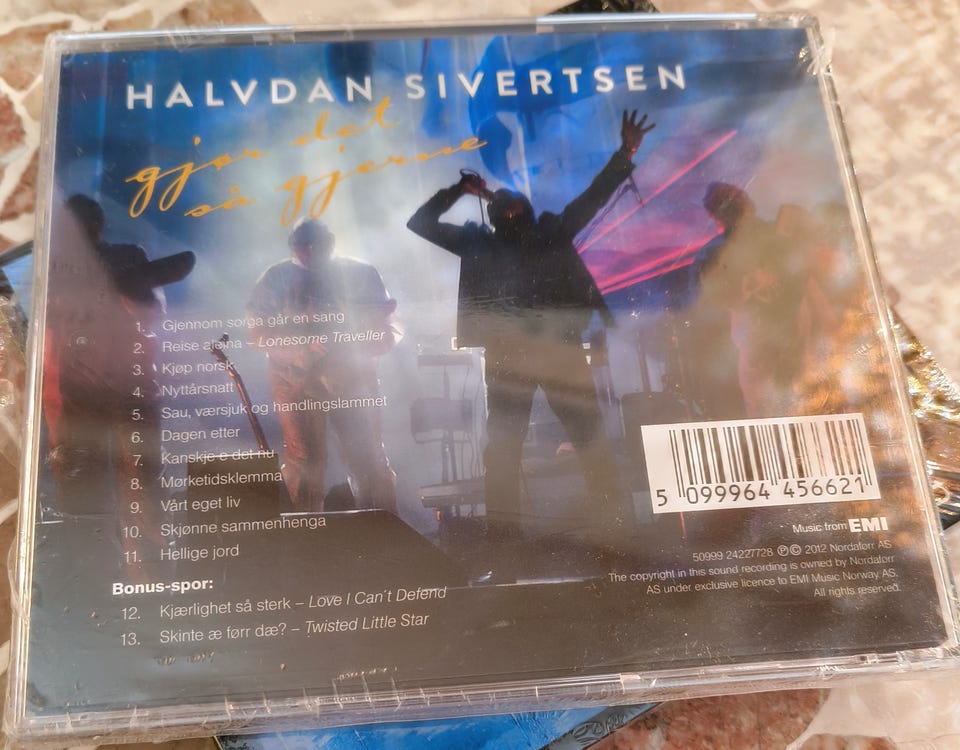 HALVDAN SIVERTSEN
gjør det
så gjerne
1. Gjennom sorga går en sang
2. Reise aleina – Lonesome Traveller
3. Kjøp norsk
4. Nyttårsnatt
5. Sau, værsjuk og handlingslammet
6. Dagen etter
7. Kanskje e det nu
8. Mørketidsklemma
9. Vårt eget liv
10. Skjønne sammenhenga
11. Hellige jord
Bonus-spor:
12. Kjærlighet så sterk – Love I Can´t Defend
13. Skinte æ førr dæ? – Twisted Little Star
5 099964 456621
Music from EMI
50999 24227728 ℗© 2012 Nordaførr AS
The copyright in this sound recording is owned by Nordaførr
AS under exclusive licence to EMI Music Norway AS.
All rights reserved.